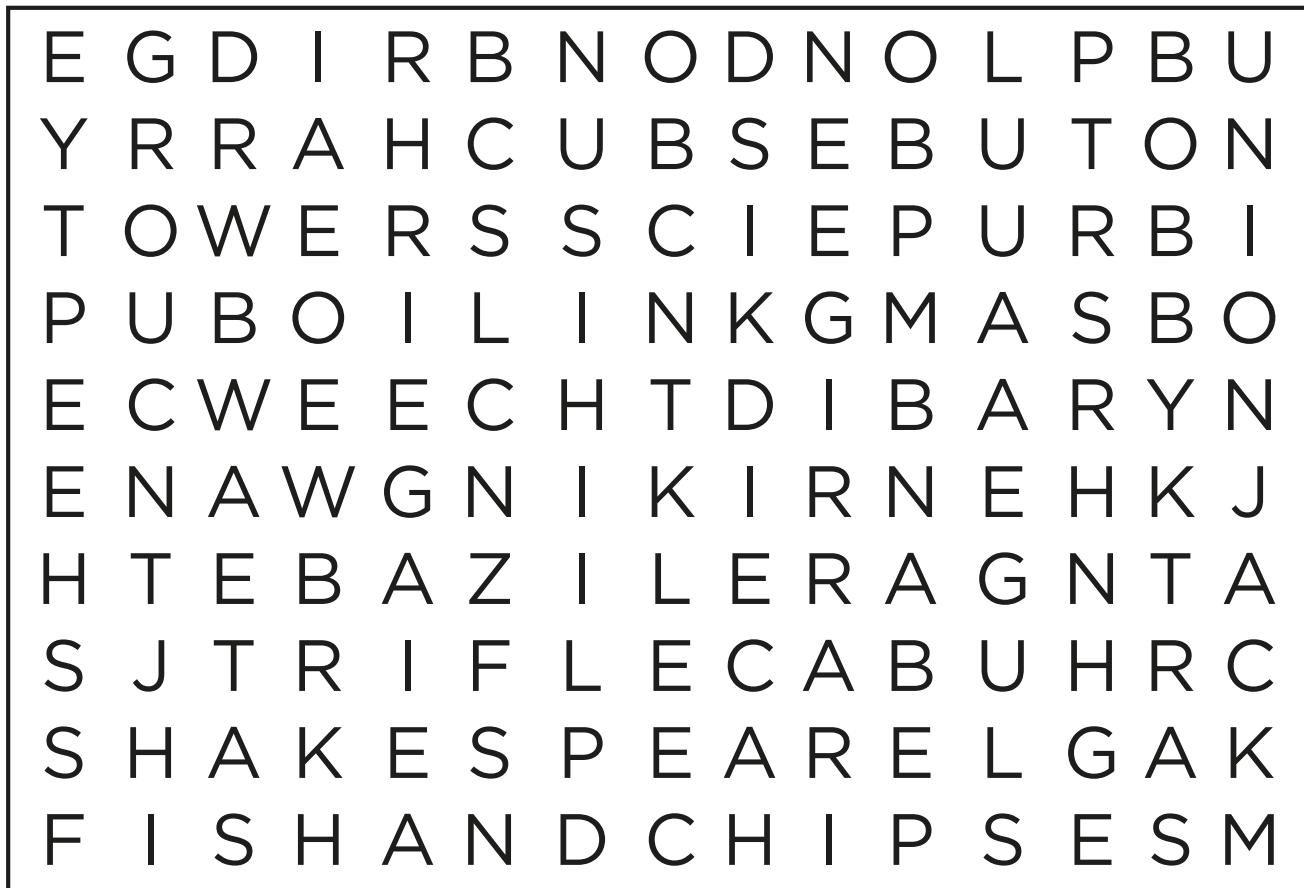 E G D I R B N O D N O L P B U
Y R R A H C U B S E B U T O N
T O W E R S S C I E P U R B I
P U B O I L I N K G M A S B O
E C W E E C H T D I B A R Y N
E N A W G N I K I R N E H K J
H T E B A Z I L E R A G N T A
S J T R I F L E C A B U H R C
S H A K E S P E A R E L G A K
F I S H A N D C H I P S E S M